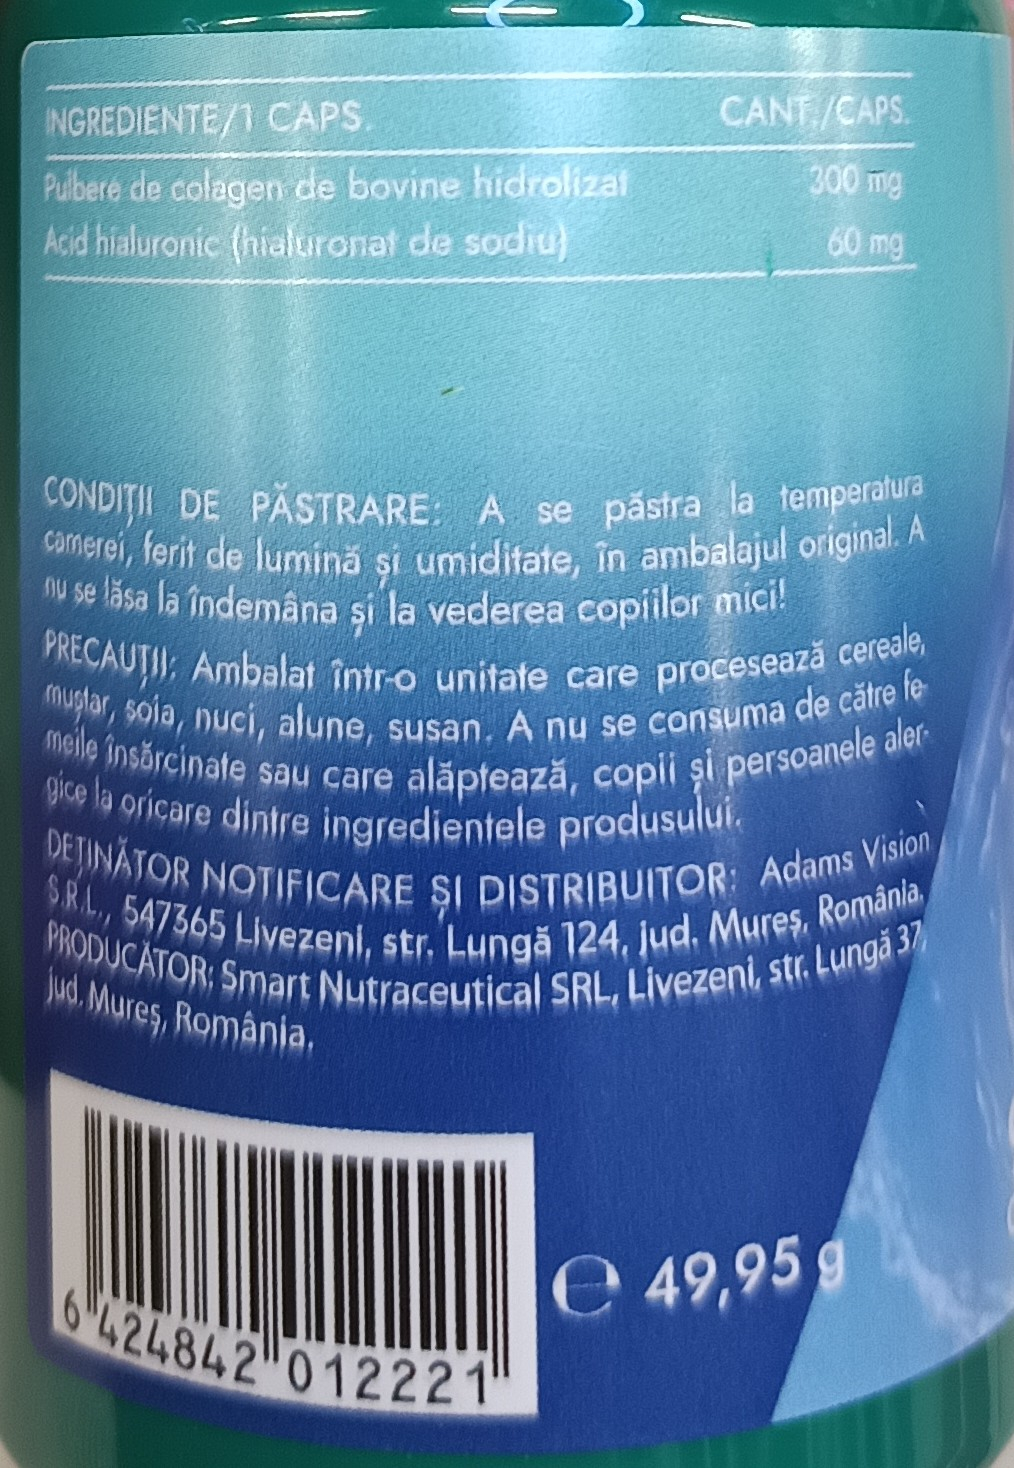 INGREDIENTE/1 CAPS. CANT./CAPS.
Pulbere de colagen de bovine hidrolizat 300 mg
Acid hialuronic (hialuronat de sodiu) 60 mg
CONDIȚII DE PĂSTRARE: A se păstra la temperatura
camerei, ferit de lumină și umiditate, în ambalajul original. A
nu se lăsa la îndemâna și la vederea copiilor mici!
PRECAUȚII: Ambalat într-o unitate care procesează cereale,
muștar, soia, nuci, alune, susan. A nu se consuma de către fe-
meile însărcinate sau care alăptează, copii și persoanele aler-
gice la oricare dintre ingredientele produsului.
DEȚINĂTOR NOTIFICARE ȘI DISTRIBUITOR: Adams Vision
S.R.L., 547365 Livezeni, str. Lungă 124, jud. Mureș, România.
PRODUCĂTOR: Smart Nutraceutical SRL, Livezeni, str. Lungă 37,
jud. Mureș, România.
6 424842 012221
e 49,95 g